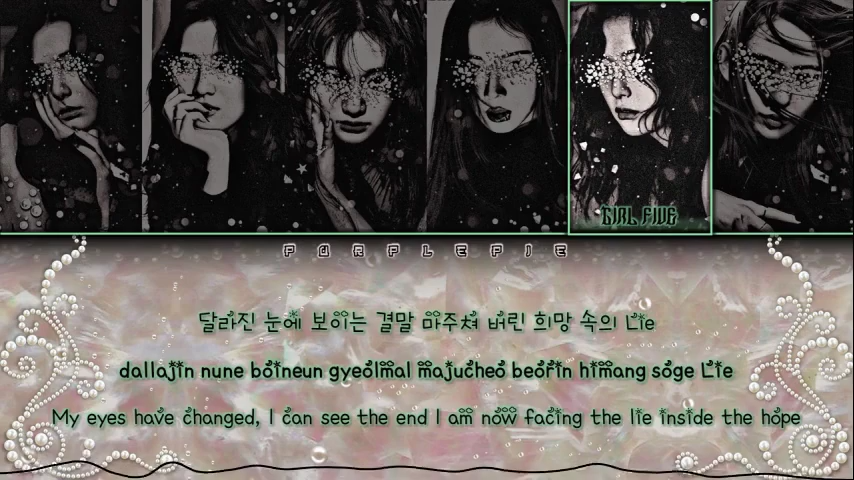 GIRL FIVE
PURPLEPIE
달라진 눈에 보이는 결말 마주쳐 버린 희망 속의 Lie
dallajin nune boineun gyeolmal majucheo beorin himang soge Lie
My eyes have changed, I can see the end I am now facing the lie inside the hope